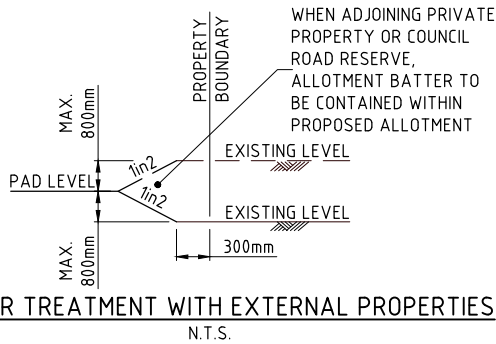 WHEN ADJOINING PRIVATE
PROPERTY OR COUNCIL
ROAD RESERVE,
ALLOTMENT BATTER TO
BE CONTAINED WITHIN
PROPOSED ALLOTMENT
PROPERTY
BOUNDARY
MAX.
800mm
1in2
EXISTING LEVEL
PAD LEVEL
1in2
EXISTING LEVEL
300mm
MAX.
800mm
R TREATMENT WITH EXTERNAL PROPERTIES
N.T.S.